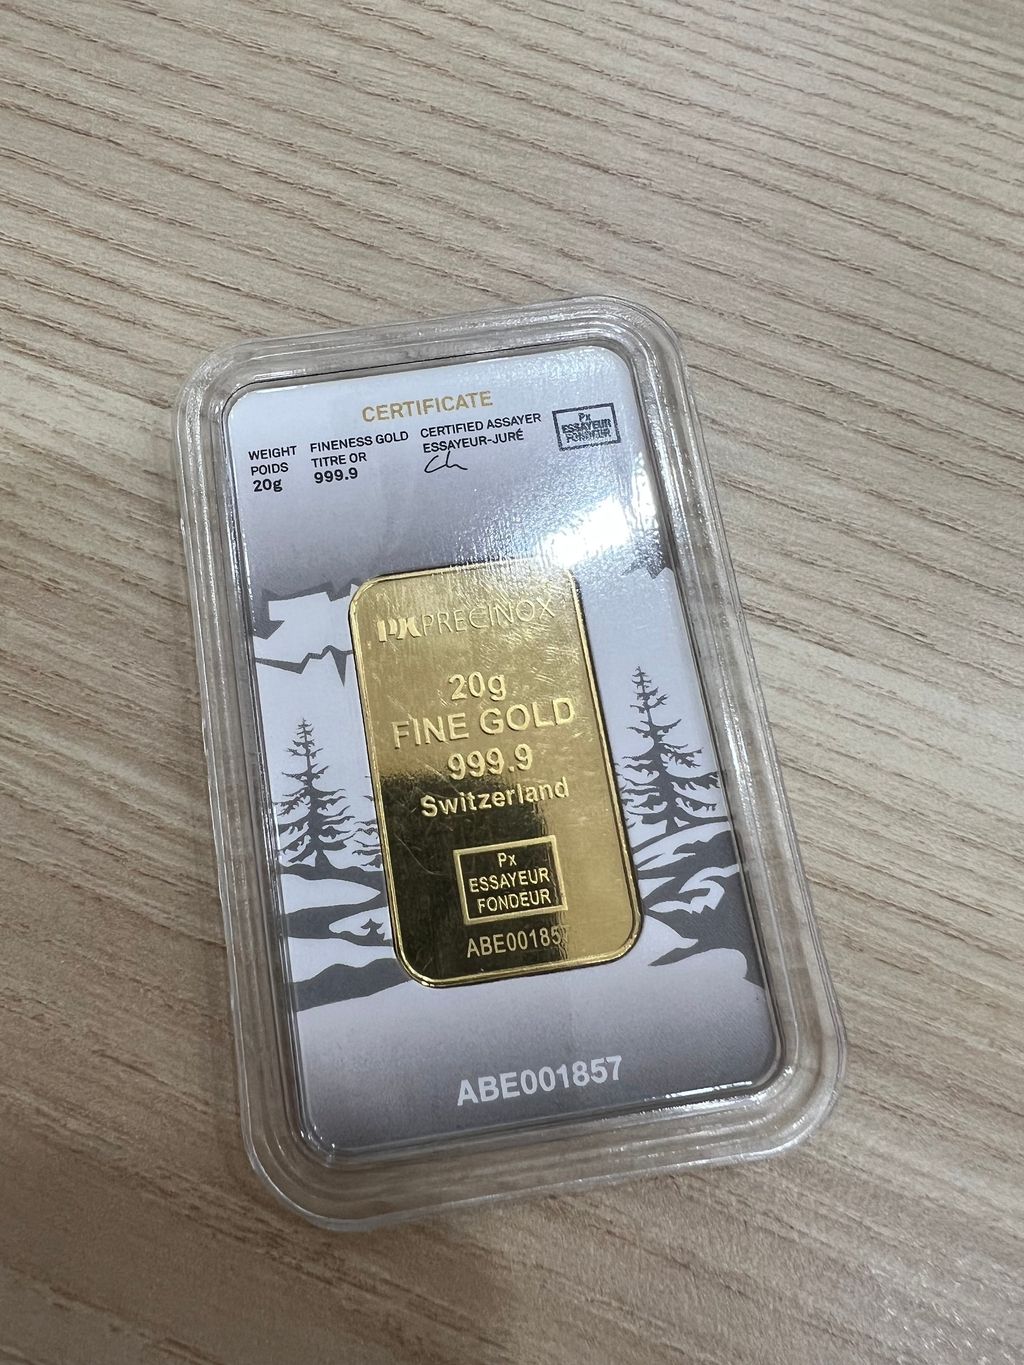 CERTIFICATE
WEIGHT
POIDS
20g
FINENESS GOLD
TITRE OR
999.9
CERTIFIED ASSAYER
ESSAYEUR-JURÉ
Px
ESSAYEUR
FONDEUR
PX PRECINOX
20g
FINE GOLD
999.9
Switzerland
Px
ESSAYEUR
FONDEUR
ABE001857
ABE001857